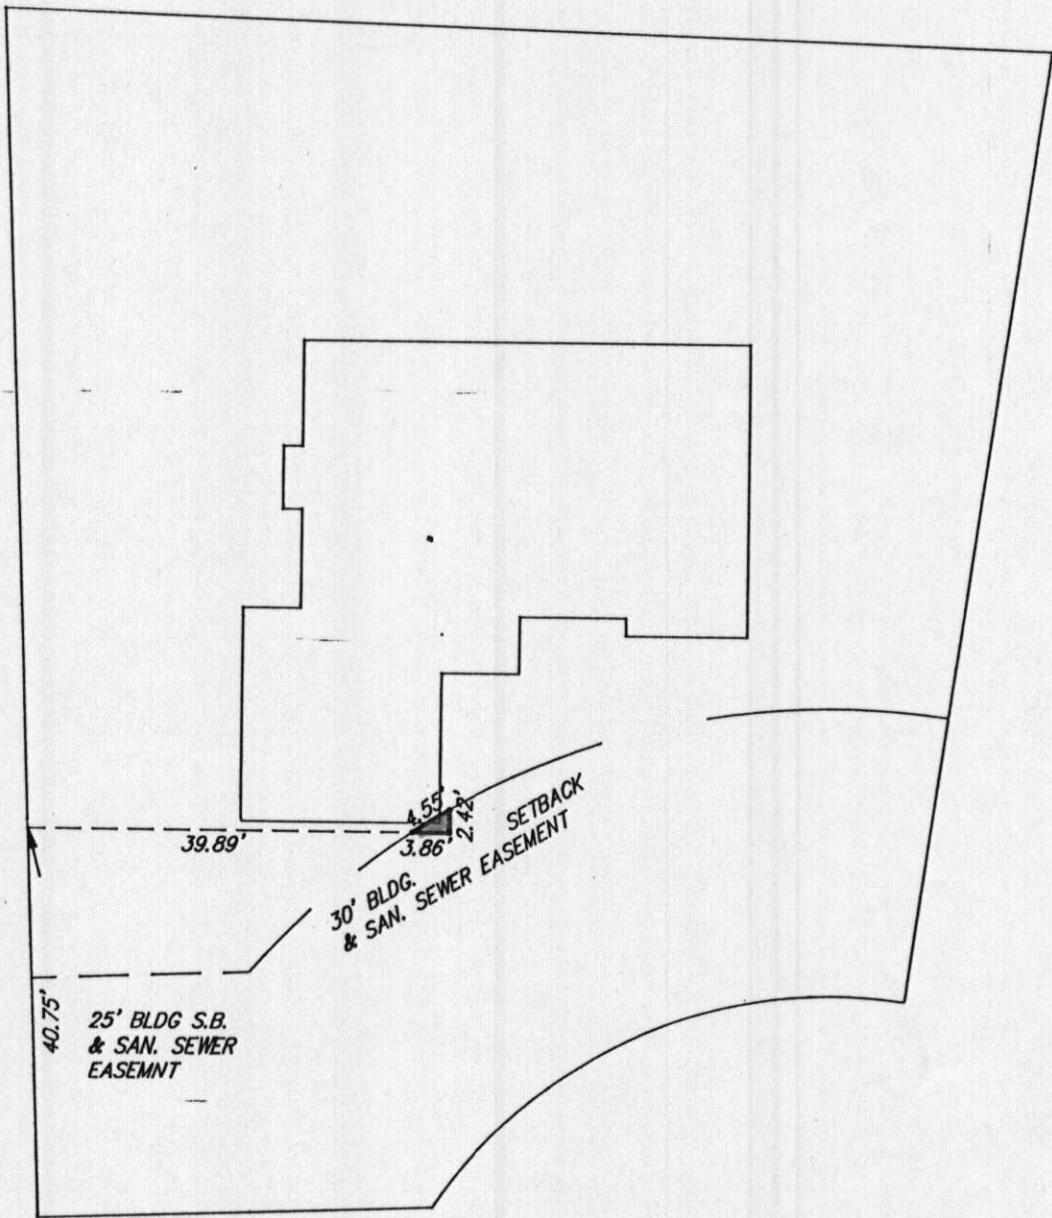 4.55'
2.42'
39.89'
3.86'
SETBACK
30' BLDG.
& SAN. SEWER EASEMENT
40.75'
25' BLDG S.B.
& SAN. SEWER
EASEMNT